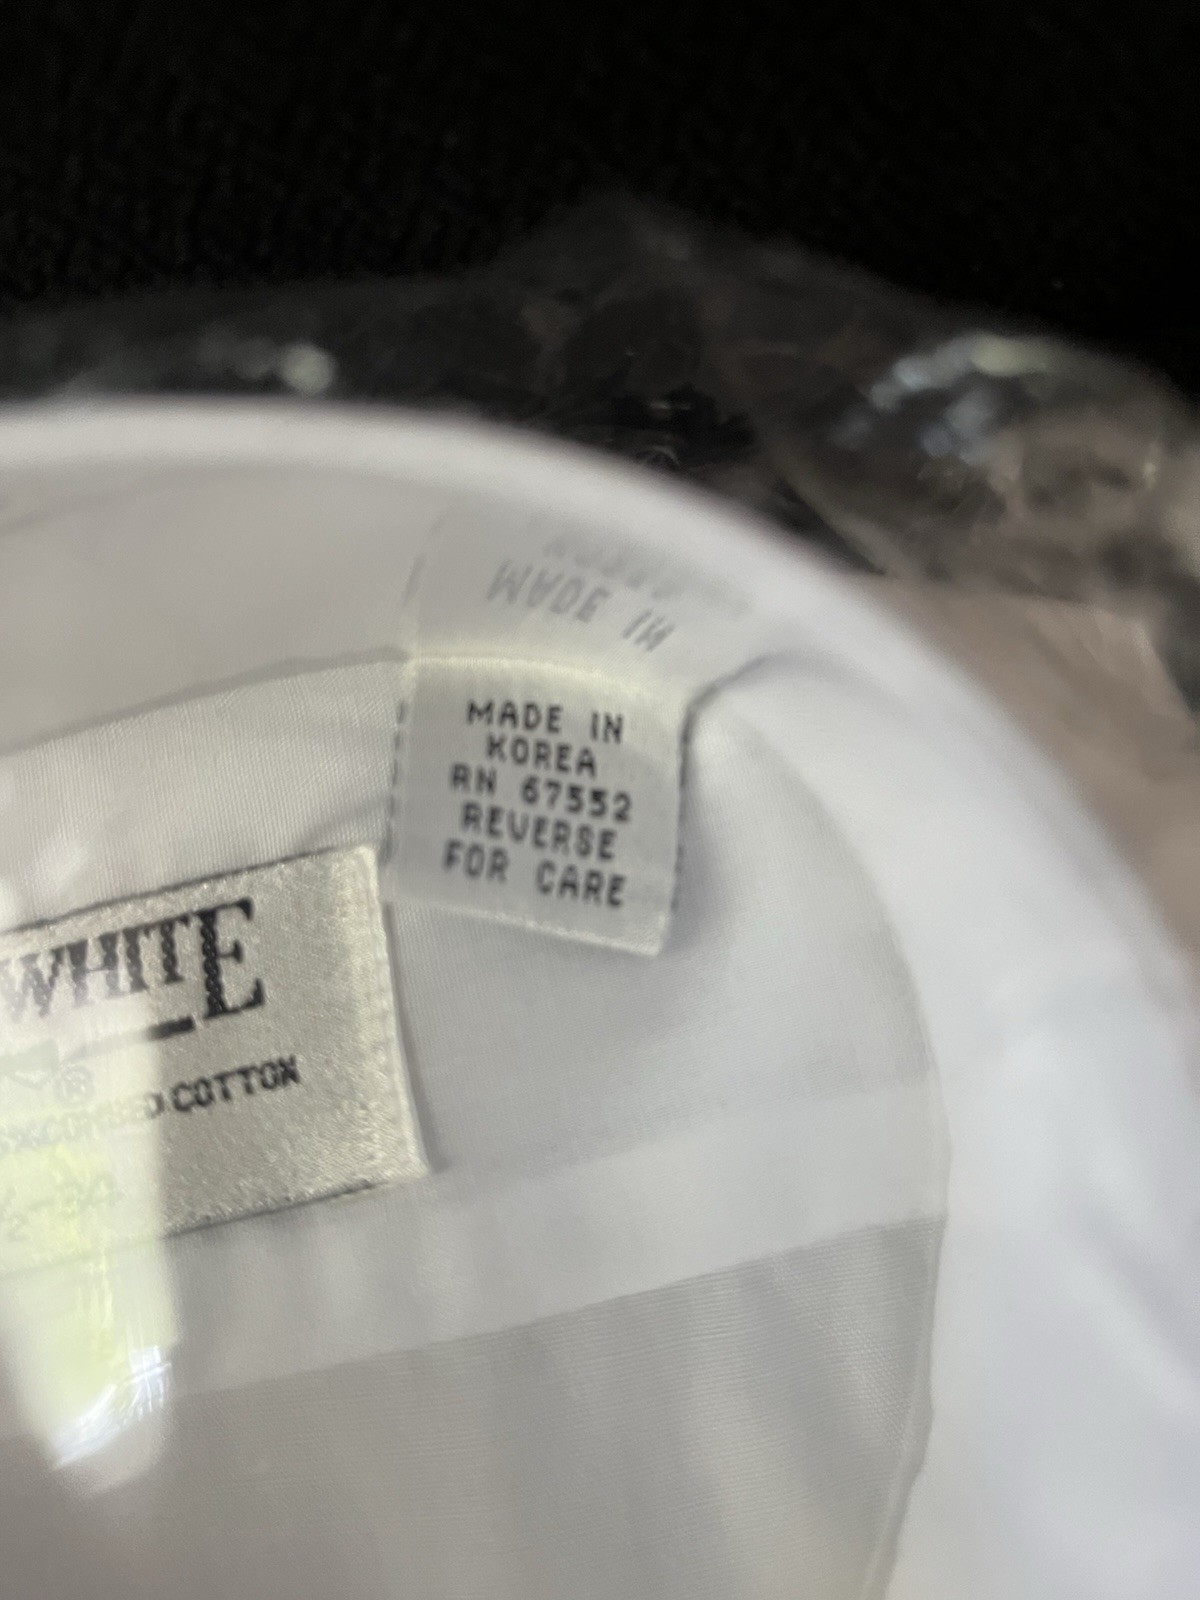 MADE IN
MADE IN
KOREA
RN 67552
REVERSE
FOR CARE
WHITE
®
COTTON